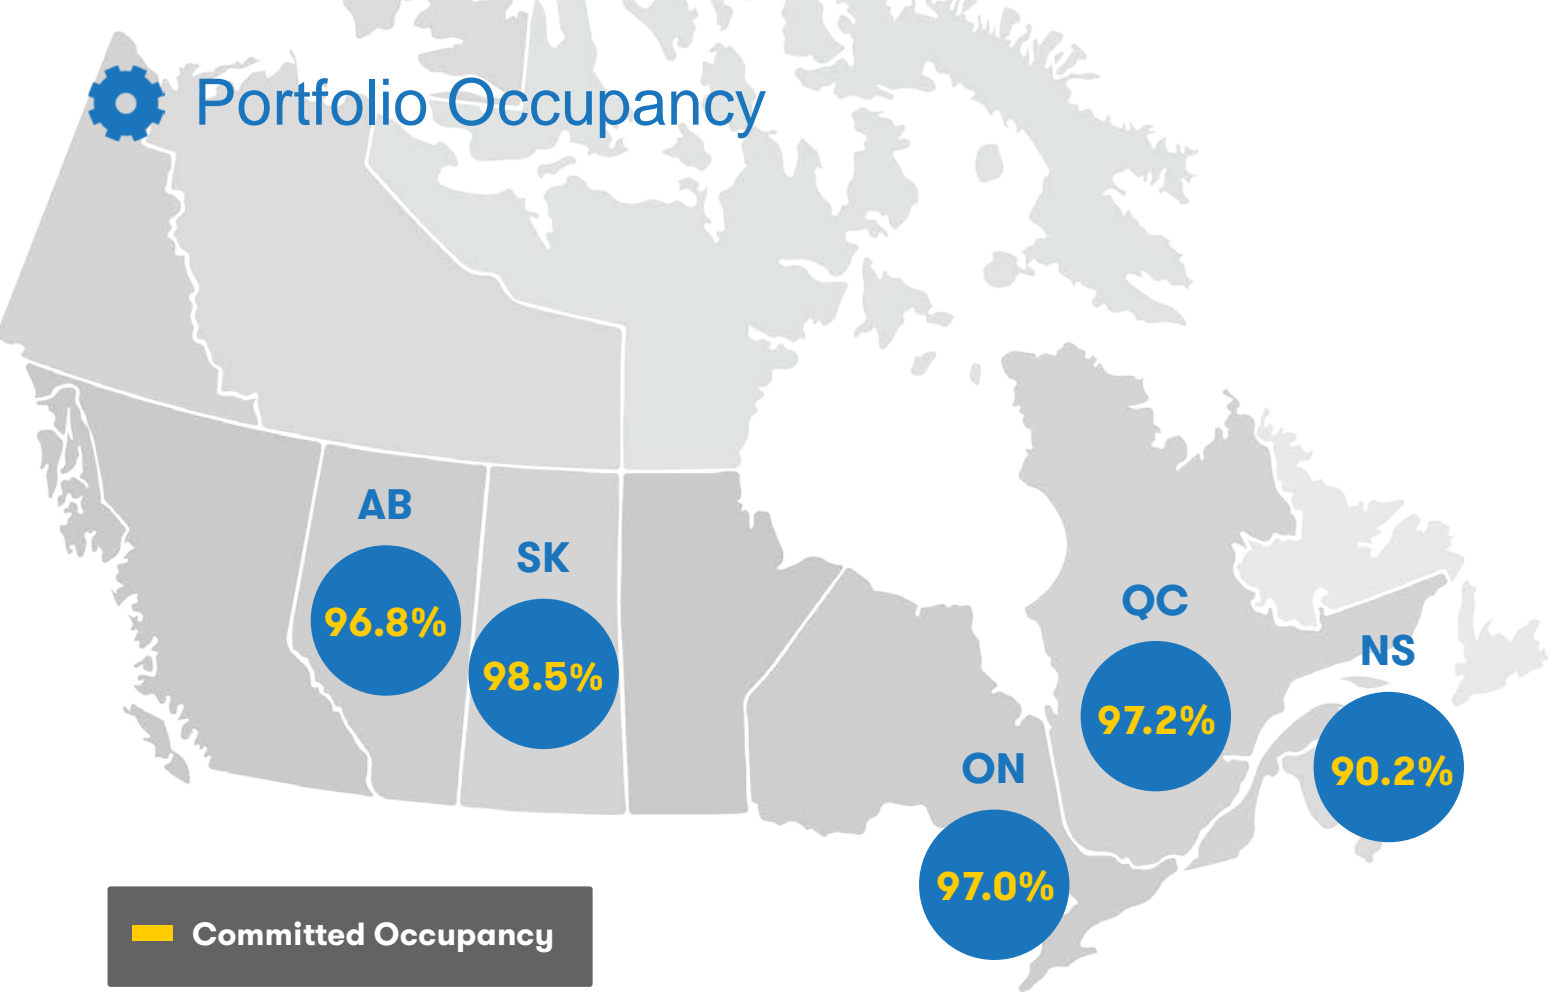 Portfolio Occupancy
AB
96.8%
SK
98.5%
QC
97.2%
NS
90.2%
ON
97.0%
Committed Occupancy